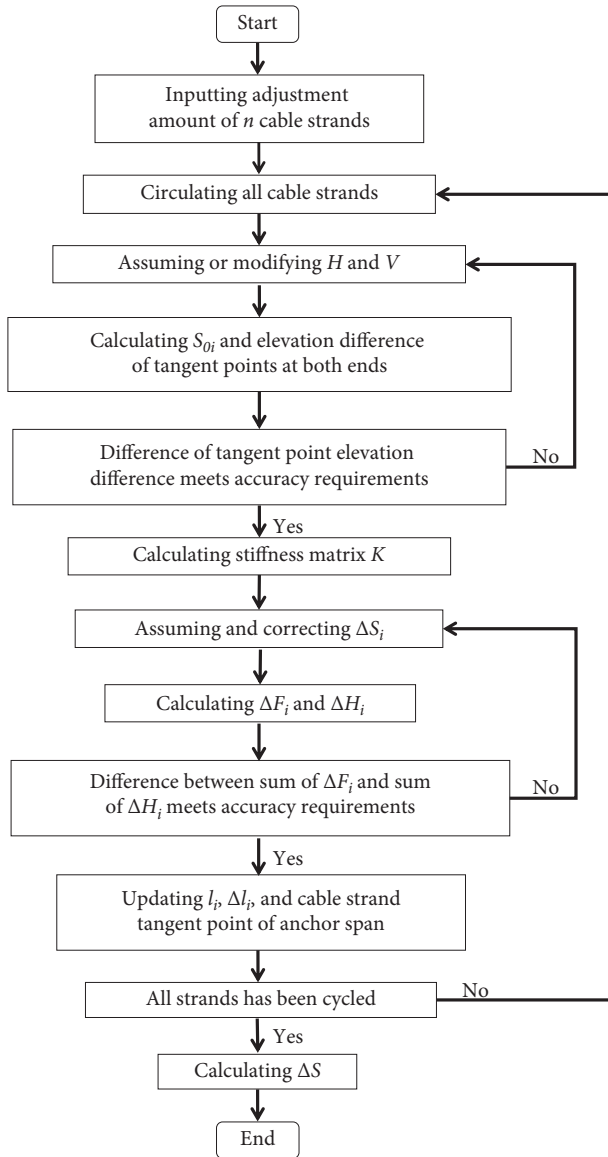 Start
Inputting adjustment
amount of n cable strands
Circulating all cable strands
Assuming or modifying H and V
Calculating S0i and elevation difference
of tangent points at both ends
Difference of tangent point elevation
difference meets accuracy requirements
No
Yes
Calculating stiffness matrix K
Assuming and correcting ΔSi
Calculating ΔFi and ΔHi
Difference between sum of ΔFi and sum
of ΔHi meets accuracy requirements
No
Yes
Updating li, Δli, and cable strand
tangent point of anchor span
All strands has been cycled
No
Yes
Calculating ΔS
End